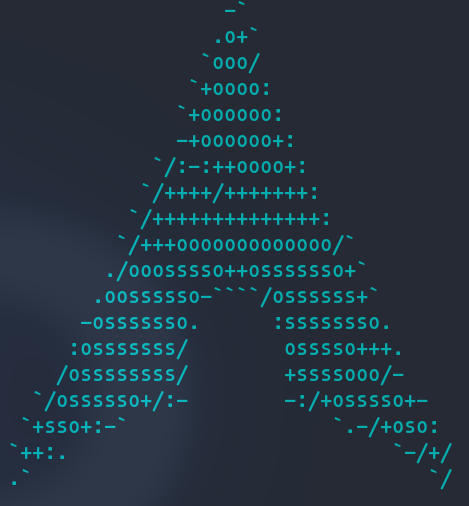 -`
                 .o+`
                `ooo/
               `+oooo:
              `+oooooo:
              -+oooooo+:
            `/:-:++oooo+:
           `/++++/+++++++:
          `/++++++++++++++:
         `/+++ooooooooooooo/`
        ./ooosssso++osssssso+`
       .oossssso-````/ossssss+`
      -osssssso.      :ssssssso.
     :osssssss/        osssso+++.
    /ossssssss/        +ssssooo/-
  `/ossssso+/:-        -:/+osssso+-
 `+sso+:-`                 `.-/+oso:
`++:.                           `-/+/
.`                                 `/